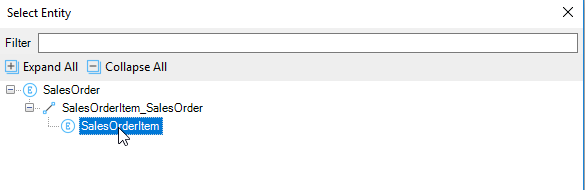 Select Entity
Filter
Expand All Collapse All
SalesOrder
SalesOrderItem_SalesOrder
SalesOrderItem